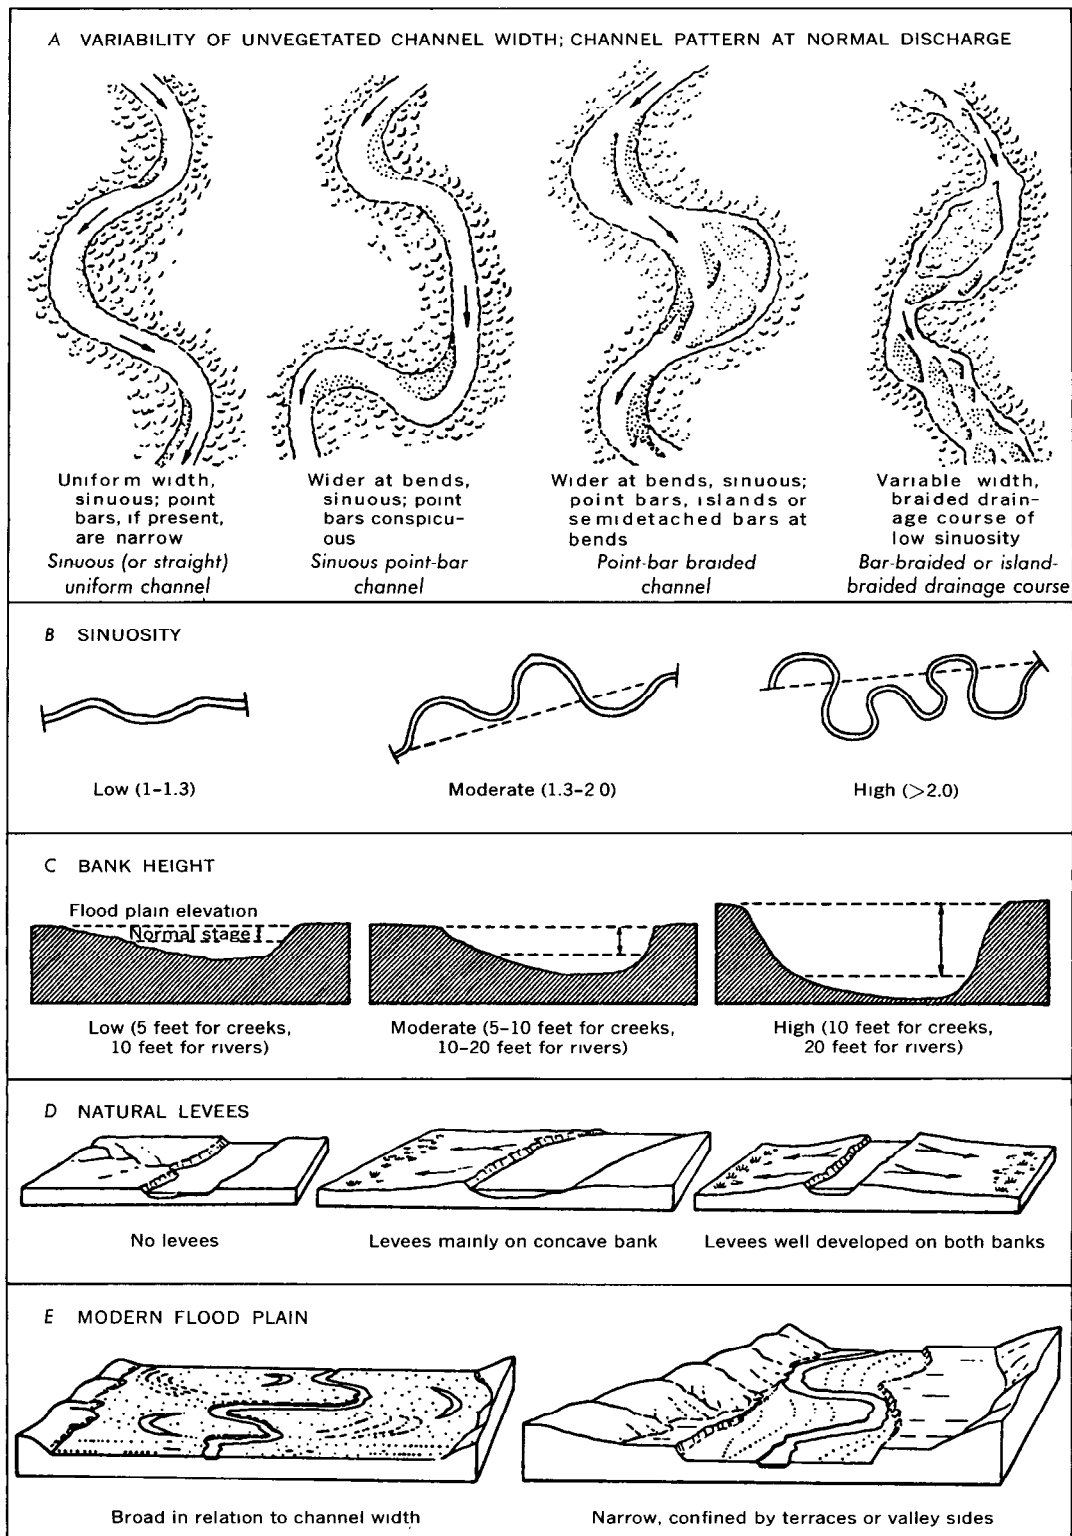 A VARIABILITY OF UNVEGETATED CHANNEL WIDTH; CHANNEL PATTERN AT NORMAL DISCHARGE
Uniform width,
sinuous; point
bars, if present,
are narrow
Sinuous (or straight)
uniform channel
Wider at bends,
sinuous; point
bars conspicu-
ous
Sinuous point-bar
channel
Wider at bends, sinuous;
point bars, islands or
semidetached bars at
bends
Point-bar braided
channel
Variable width,
braided drain-
age course of
low sinuosity
Bar-braided or island-
braided drainage course
B SINUOSITY
Low (1-1.3)
Moderate (1.3-2 0)
High (>2.0)
C BANK HEIGHT
Flood plain elevation
Normal stage
Low (5 feet for creeks,
10 feet for rivers)
Moderate (5-10 feet for creeks,
10-20 feet for rivers)
High (10 feet for creeks,
20 feet for rivers)
D NATURAL LEVEES
No levees
Levees mainly on concave bank
Levees well developed on both banks
E MODERN FLOOD PLAIN
Broad in relation to channel width
Narrow, confined by terraces or valley sides